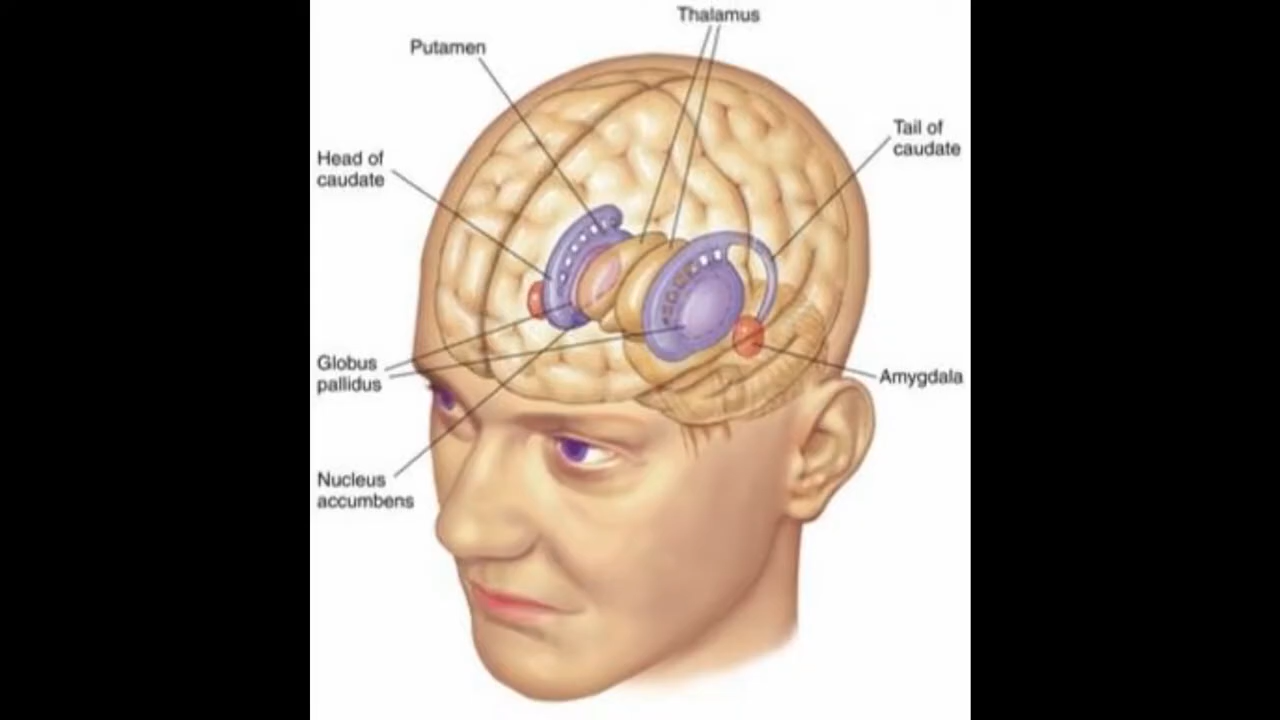 Thalamus
Putamen
Tail of
caudate
Head of
caudate
Globus
pallidus
Amygdala
Nucleus
accumbens